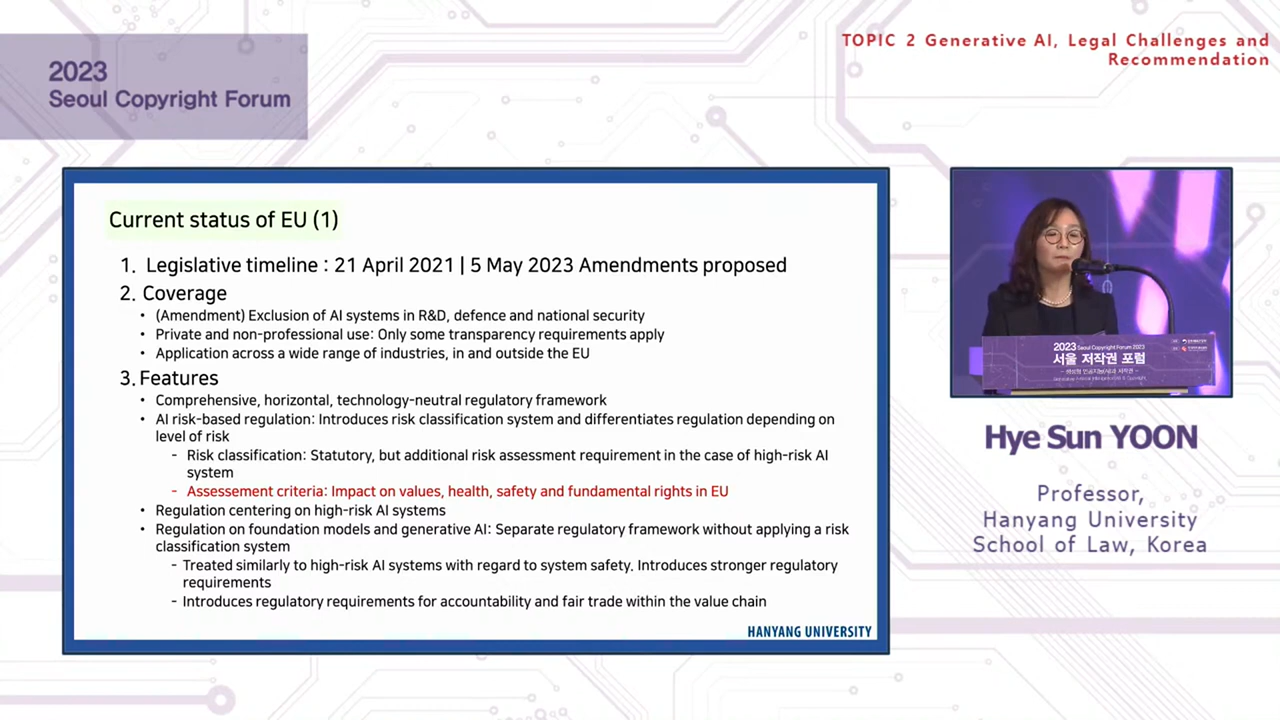 TOPIC 2 Generative AI, Legal Challenges and
Recommendation
2023
Seoul Copyright Forum
Current status of EU (1)
1. Legislative timeline : 21 April 2021 | 5 May 2023 Amendments proposed
2. Coverage
• (Amendment) Exclusion of AI systems in R&D, defence and national security
• Private and non-professional use: Only some transparency requirements apply
• Application across a wide range of industries, in and outside the EU
3. Features
• Comprehensive, horizontal, technology-neutral regulatory framework
• AI risk-based regulation: Introduces risk classification system and differentiates regulation depending on
level of risk
- Risk classification: Statutory, but additional risk assessment requirement in the case of high-risk AI
system
- Assessement criteria: Impact on values, health, safety and fundamental rights in EU
• Regulation centering on high-risk AI systems
• Regulation on foundation models and generative AI: Separate regulatory framework without applying a risk
classification system
- Treated similarly to high-risk AI systems with regard to system safety. Introduces stronger regulatory
requirements
- Introduces regulatory requirements for accountability and fair trade within the value chain
HANYANG UNIVERSITY
2023 Seoul Copyright Forum 2023
서울 저작권 포럼
Hye Sun YOON
Professor,
Hanyang University
School of Law, Korea